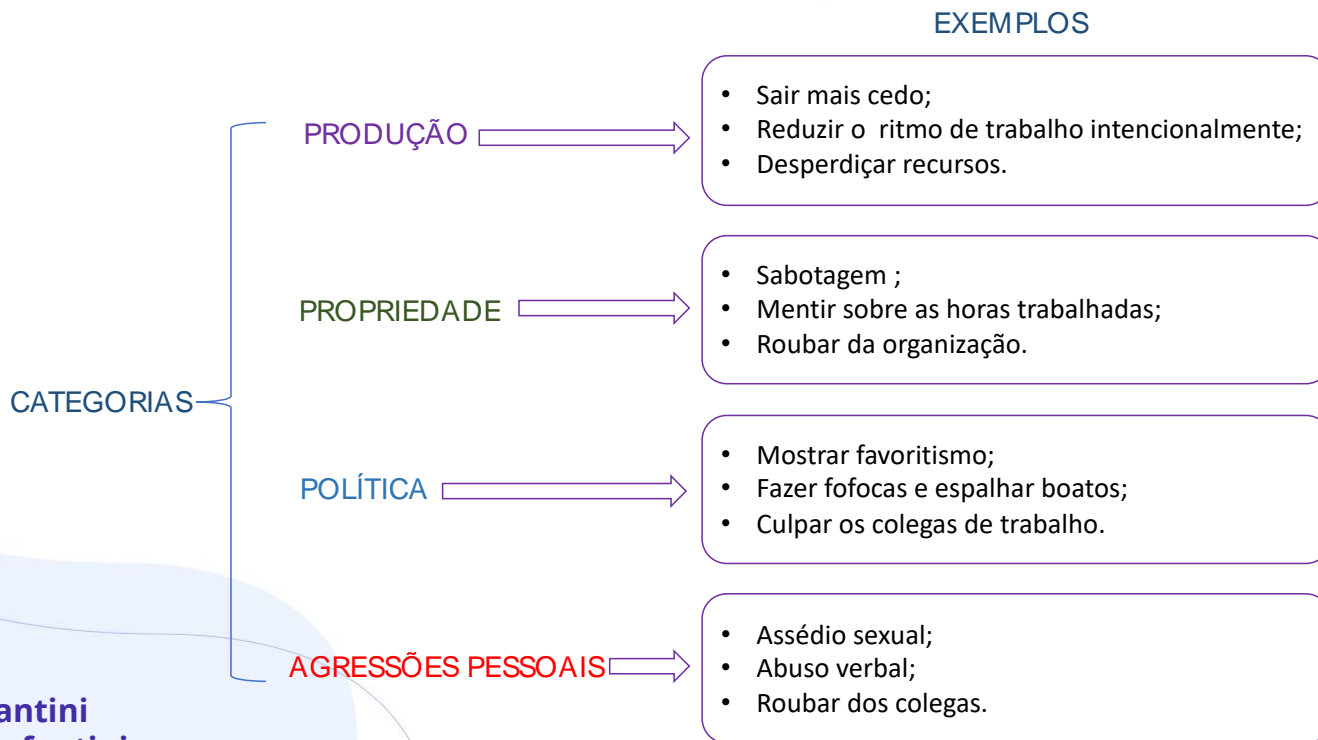 EXEMPLOS
CATEGORIAS
PRODUÇÃO
• Sair mais cedo;
• Reduzir o ritmo de trabalho intencionalmente;
• Desperdiçar recursos.
PROPRIEDADE
• Sabotagem ;
• Mentir sobre as horas trabalhadas;
• Roubar da organização.
POLÍTICA
• Mostrar favoritismo;
• Fazer fofocas e espalhar boatos;
• Culpar os colegas de trabalho.
AGRESSÕES PESSOAIS
• Assédio sexual;
• Abuso verbal;
• Roubar dos colegas.
antini